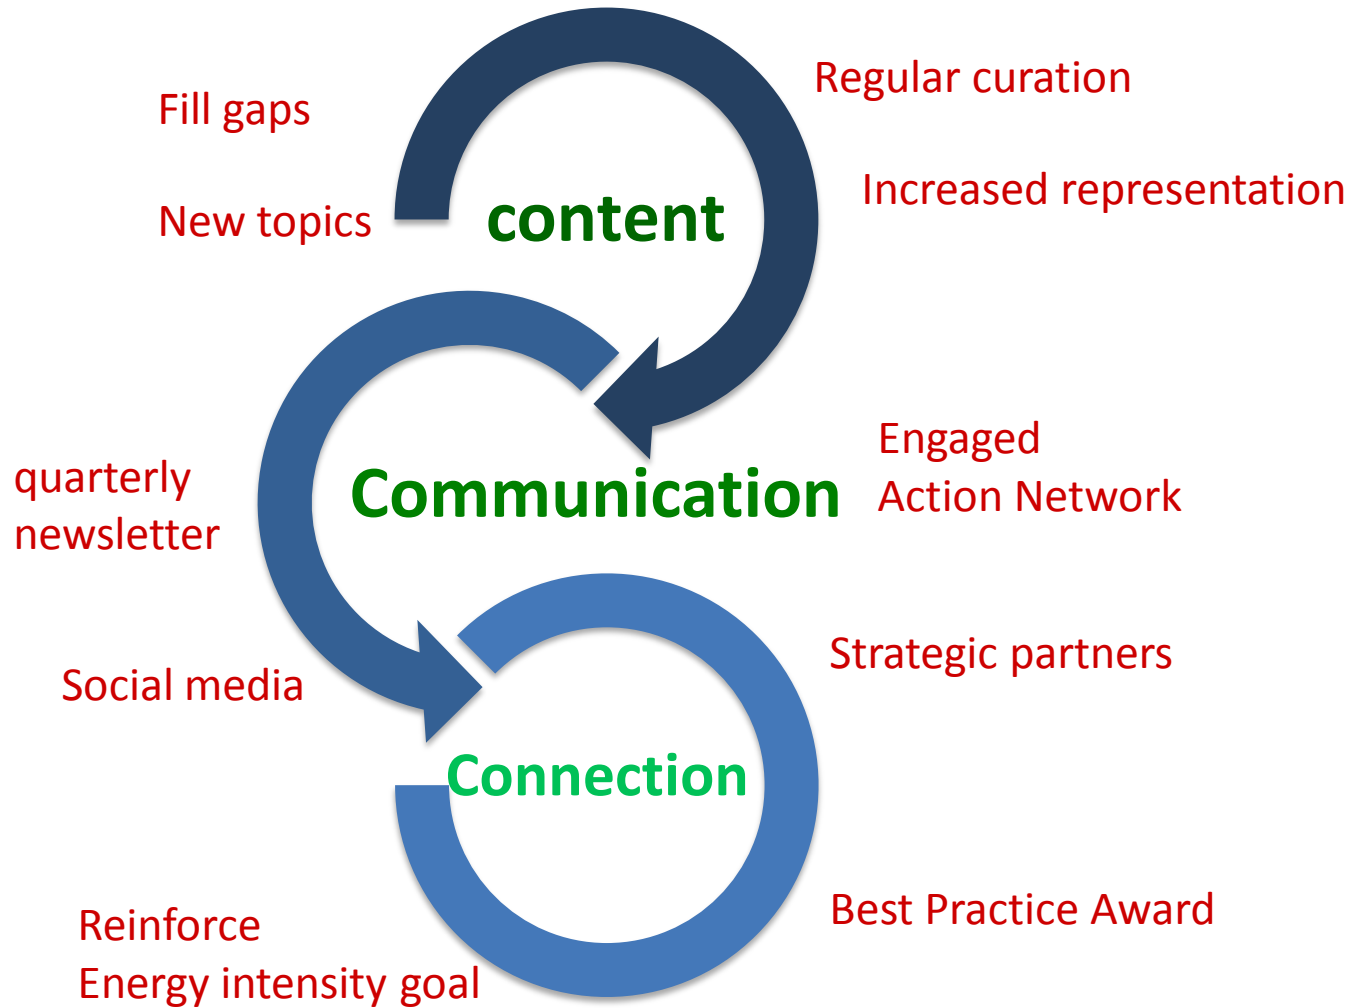 Regular curation
Fill gaps
Increased representation
New topics
content
Engaged
Action Network
quarterly
newsletter
Communication
Social media
Strategic partners
Connection
Best Practice Award
Reinforce
Energy intensity goal